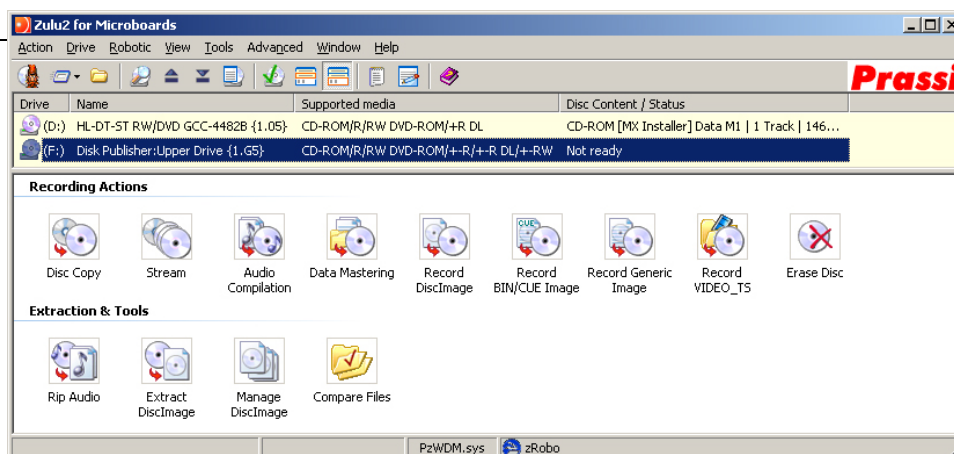 Zulu2 for Microboards
Action Drive Robotic View Tools Advanced Window Help
Prassi
Drive Name Supported media Disc Content / Status
(D:) HL-DT-ST RW/DVD GCC-4482B {1.05} CD-ROM/R/RW DVD-ROM/+R DL CD-ROM [MX Installer] Data M1 | 1 Track | 146...
(F:) Disk Publisher:Upper Drive {1.G5} CD-ROM/R/RW DVD-ROM/+-R/+-R DL/+-RW Not ready
Recording Actions
Disc Copy Stream Audio Compilation Data Mastering Record DiscImage Record BIN/CUE Image Record Generic Image Record VIDEO_TS Erase Disc
Extraction & Tools
Rip Audio Extract DiscImage Manage DiscImage Compare Files
PzWDM.sys zRobo